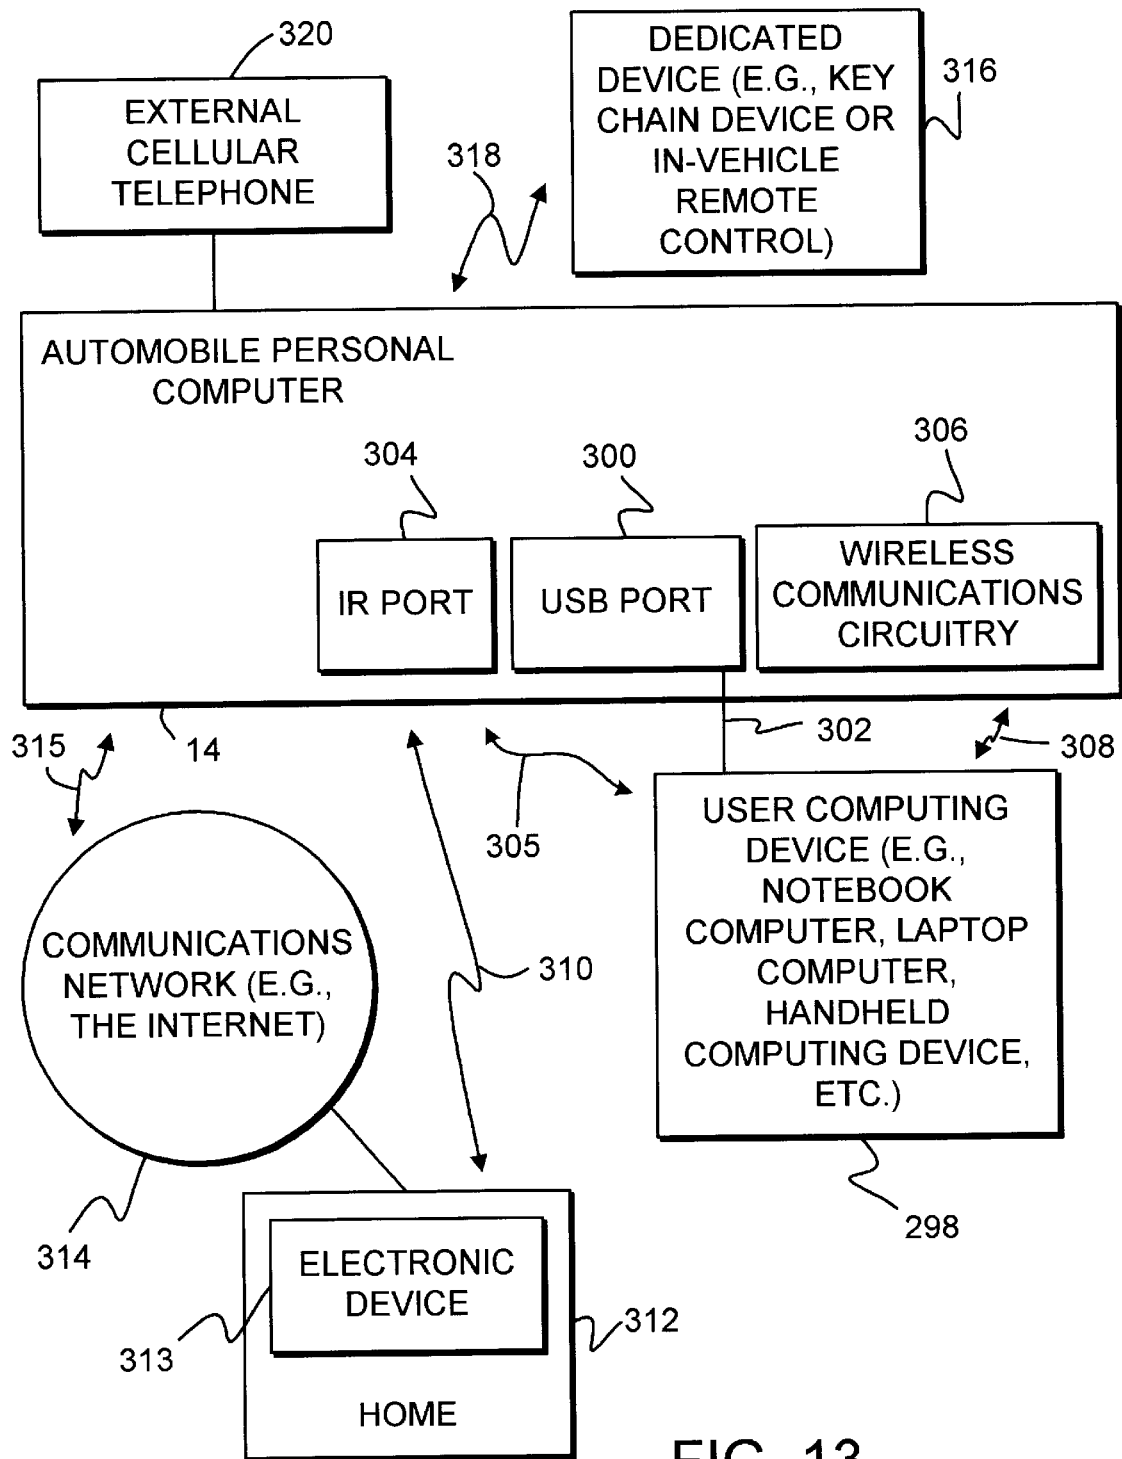 320
EXTERNAL
CELLULAR
TELEPHONE
318
DEDICATED
DEVICE (E.G., KEY
CHAIN DEVICE OR
IN-VEHICLE
REMOTE
CONTROL)
316
AUTOMOBILE PERSONAL
COMPUTER
304
300
306
IR PORT
USB PORT
WIRELESS
COMMUNICATIONS
CIRCUITRY
315
14
302
308
305
COMMUNICATIONS
NETWORK (E.G.,
THE INTERNET)
310
USER COMPUTING
DEVICE (E.G.,
NOTEBOOK
COMPUTER, LAPTOP
COMPUTER,
HANDHELD
COMPUTING DEVICE,
ETC.)
314
298
ELECTRONIC
DEVICE
313
312
HOME
FIG. 13